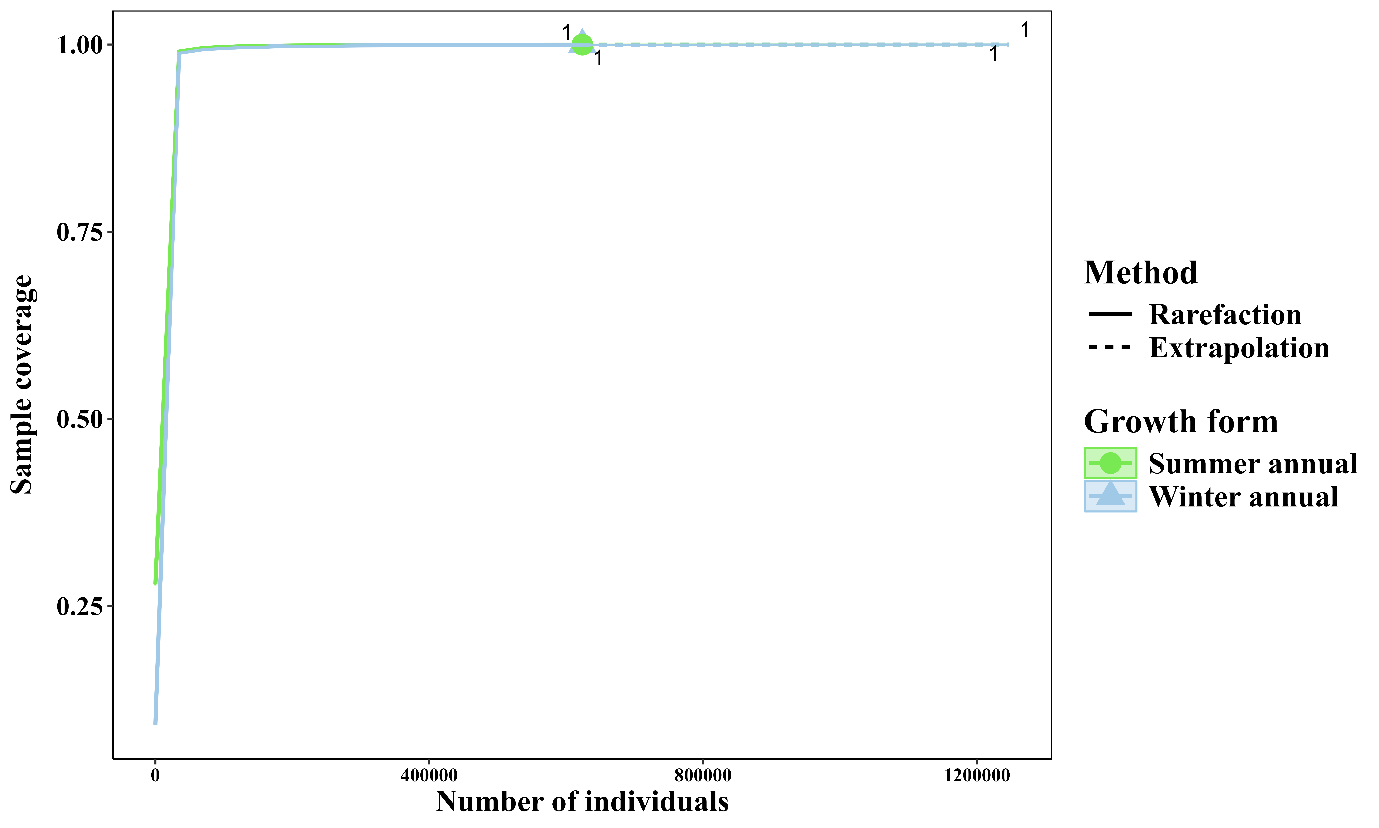 1.00
0.75
0.50
0.25
Sample coverage
1
1
1
1
0
400000
800000
1200000
Number of individuals
Method
Rarefaction
Extrapolation
Growth form
Summer annual
Winter annual